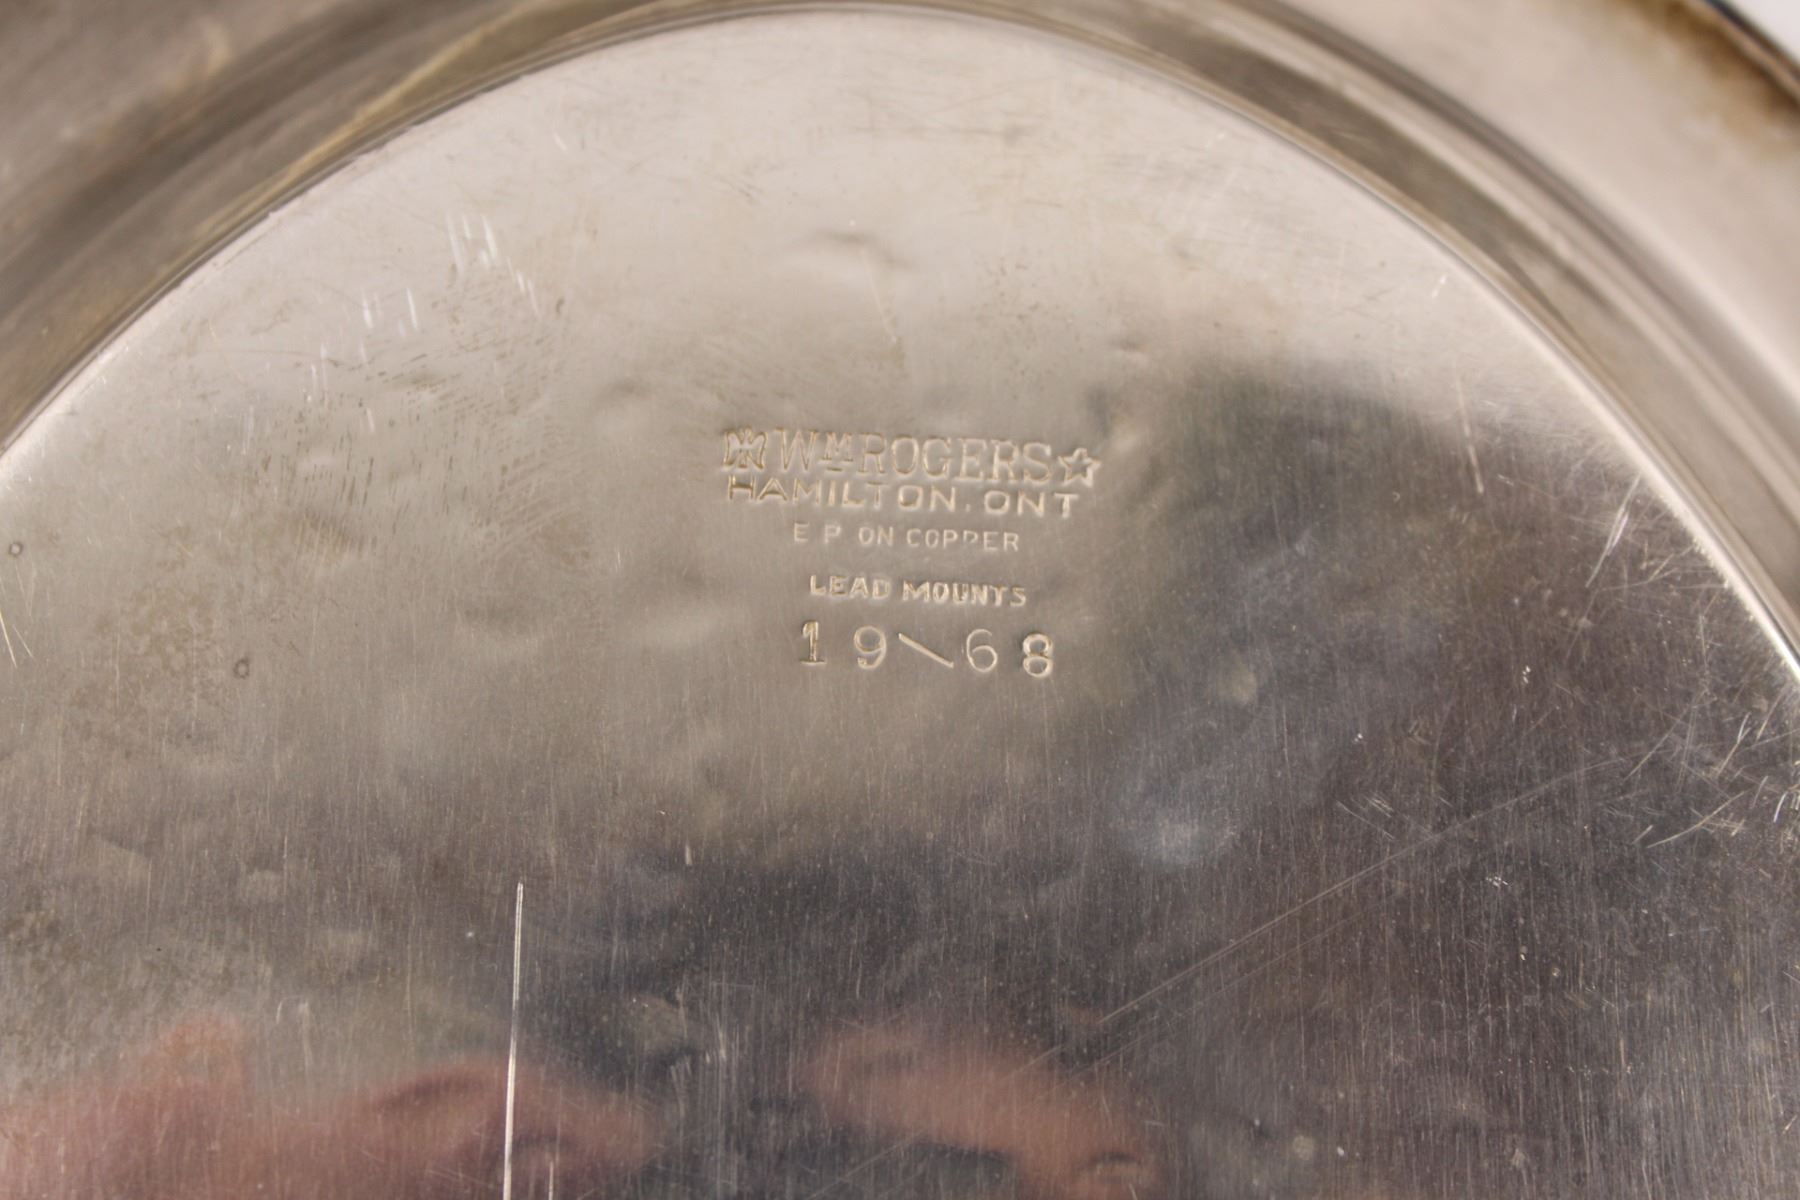 Wᴹ ROGERS
HAMILTON. ONT
E P ON COPPER
LEAD MOUNTS
19\68